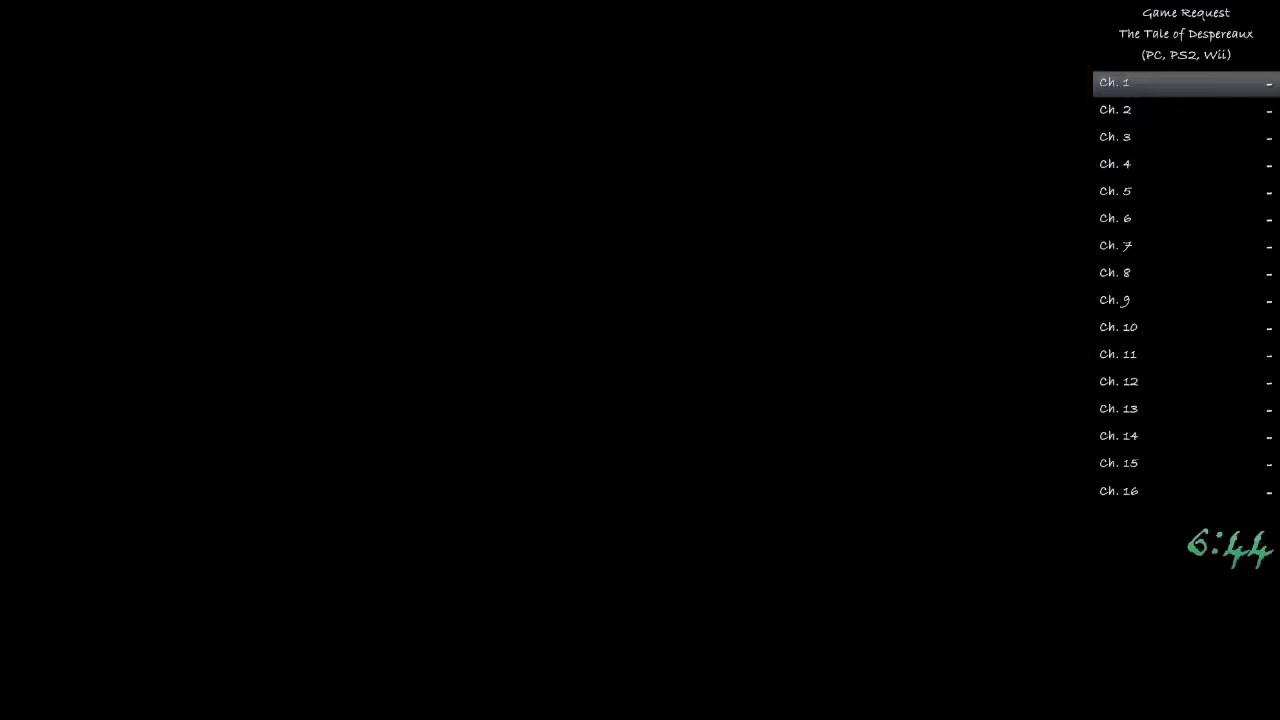 Game Request
The Tale of Despereaux
(PC, PS2, Wii)
Ch. 1 -
Ch. 2 -
Ch. 3 -
Ch. 4 -
Ch. 5 -
Ch. 6 -
Ch. 7 -
Ch. 8 -
Ch. 9 -
Ch. 10 -
Ch. 11 -
Ch. 12 -
Ch. 13 -
Ch. 14 -
Ch. 15 -
Ch. 16 -
6:44